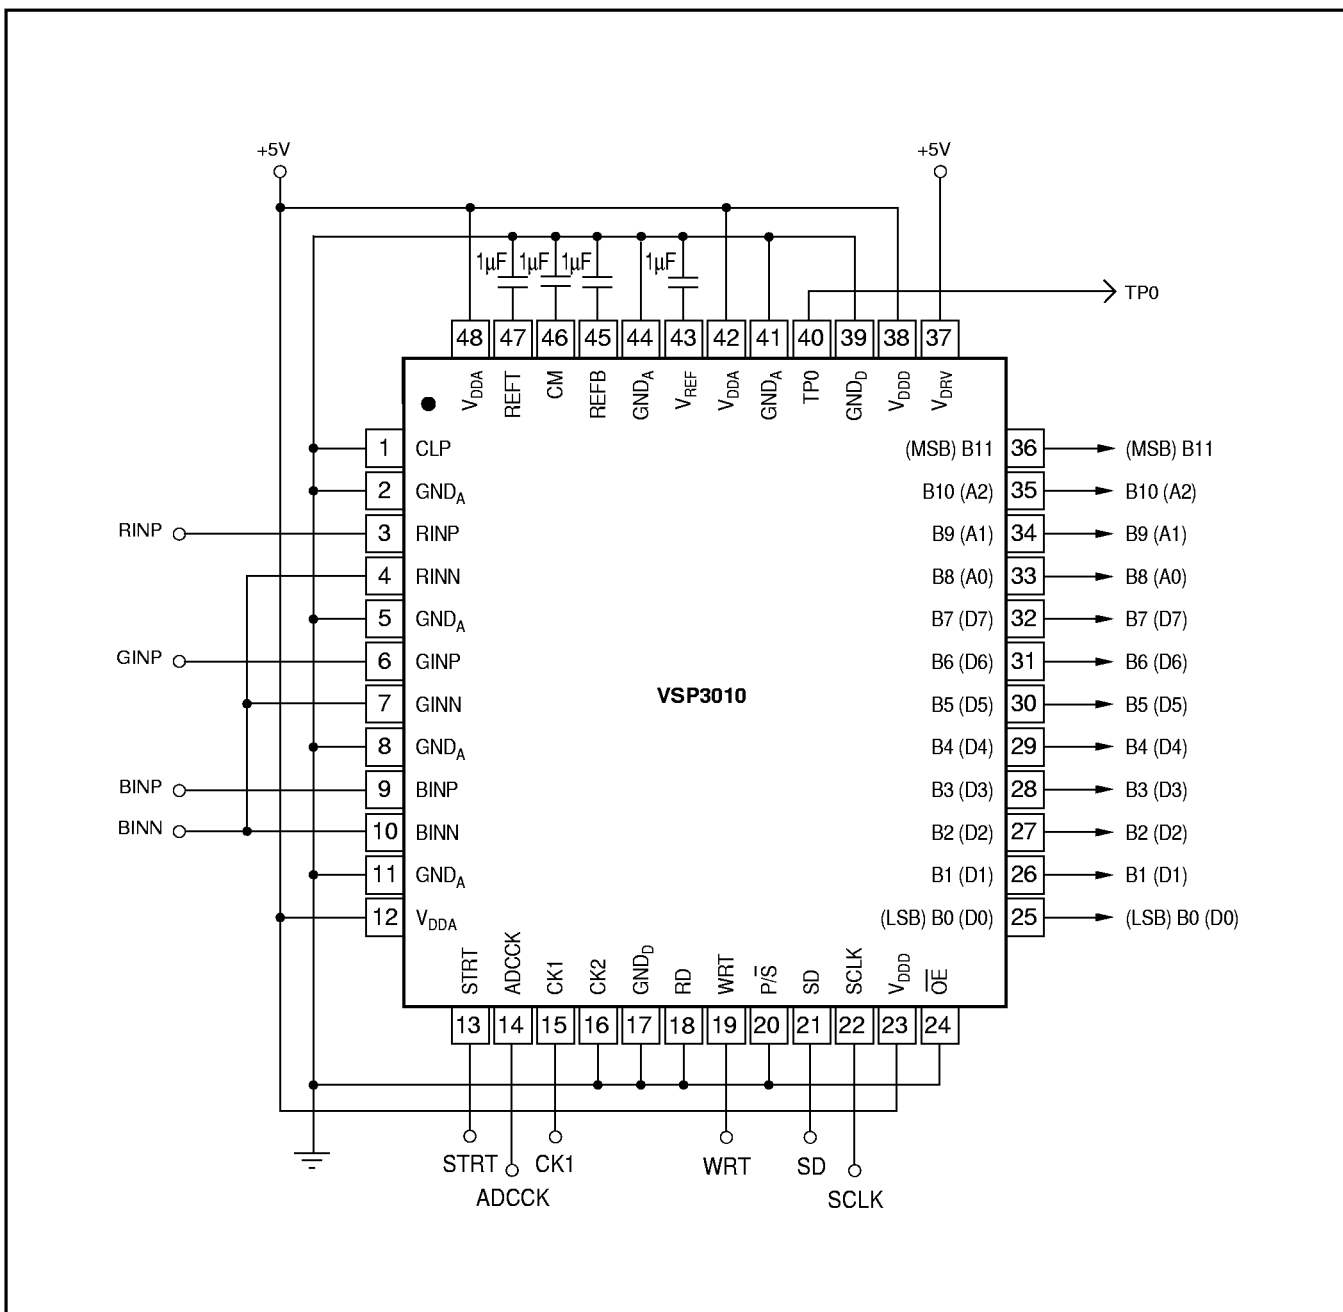 +5V +5V
1µF 1µF 1µF 1µF
TP0
48 47 46 45 44 43 42 41 40 39 38 37
VDDA REFT CM REFB GNDA VREF VDDA GNDA TP0 GNDD VDDD VDRV
1 CLP (MSB) B11 36 (MSB) B11
2 GNDA B10 (A2) 35 B10 (A2)
RINP 3 RINP B9 (A1) 34 B9 (A1)
4 RINN B8 (A0) 33 B8 (A0)
5 GNDA B7 (D7) 32 B7 (D7)
GINP 6 GINP B6 (D6) 31 B6 (D6)
VSP3010
7 GINN B5 (D5) 30 B5 (D5)
8 GNDA B4 (D4) 29 B4 (D4)
BINP 9 BINP B3 (D3) 28 B3 (D3)
BINN 10 BINN B2 (D2) 27 B2 (D2)
11 GNDA B1 (D1) 26 B1 (D1)
12 VDDA (LSB) B0 (D0) 25 (LSB) B0 (D0)
STRT ADCCK CK1 CK2 GNDD RD WRT P/S̅ SD SCLK VDDD O̅E̅
13 14 15 16 17 18 19 20 21 22 23 24
STRT CK1 WRT SD
ADCCK SCLK